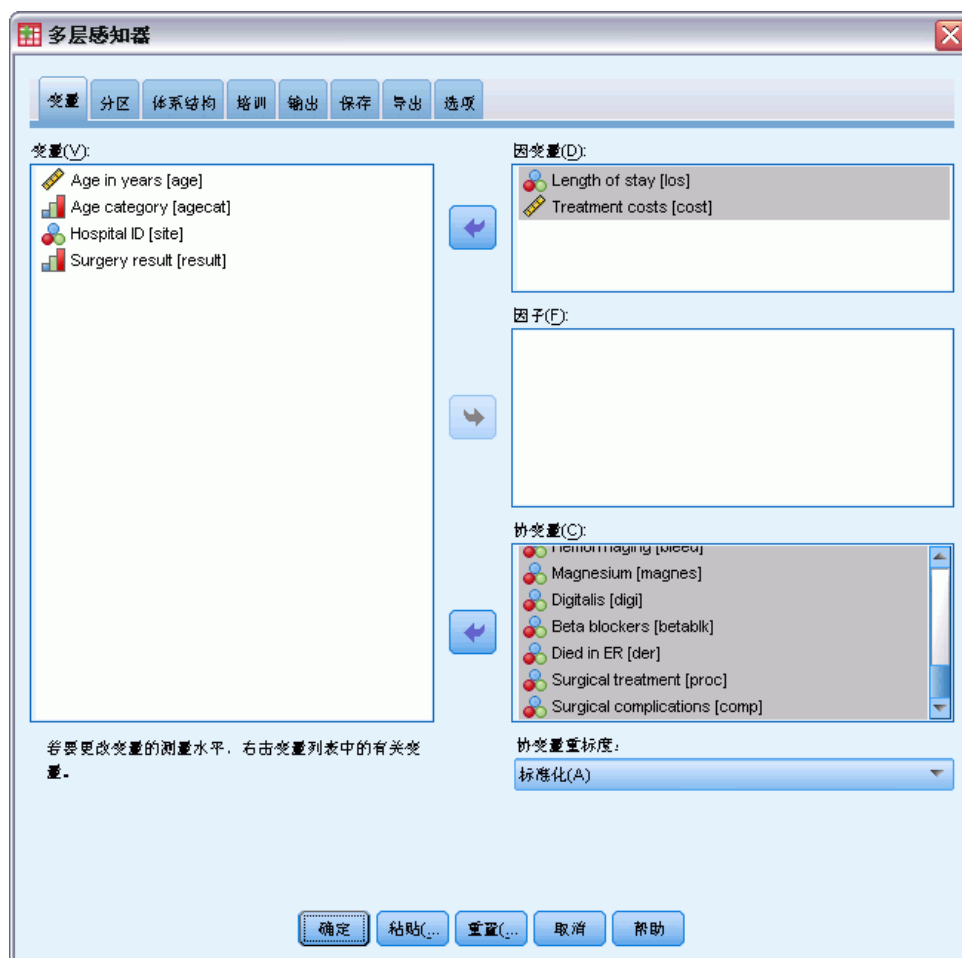 多层感知器
变量 分区 体系结构 培训 输出 保存 导出 选项
变量(V):
Age in years [age]
Age category [agecat]
Hospital ID [site]
Surgery result [result]
因变量(D):
Length of stay [los]
Treatment costs [cost]
因子(F):
协变量(C):
Hemorrhaging [bleed]
Magnesium [magnes]
Digitalis [digi]
Beta blockers [betablk]
Died in ER [der]
Surgical treatment [proc]
Surgical complications [comp]
若要更改变量的测量水平，右击变量列表中的有关变
量。
协变量重标度：
标准化(A)
确定 粘贴(... 重置(... 取消 帮助